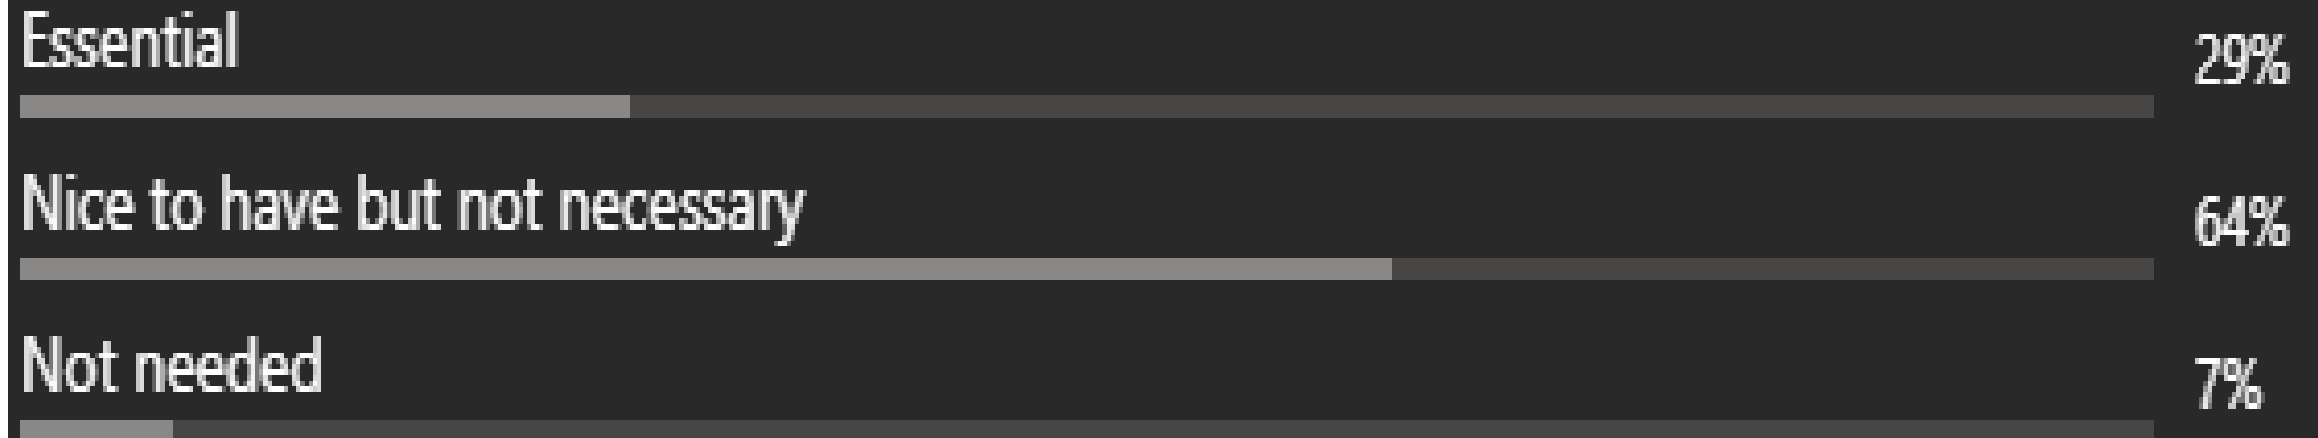 Essential
29%
Nice to have but not necessary
64%
Not needed
7%